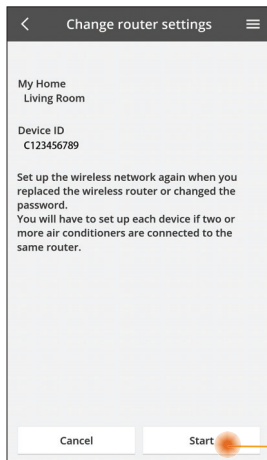 Change router settings
My Home
Living Room
Device ID
C123456789
Set up the wireless network again when you
replaced the wireless router or changed the
password.
You will have to set up each device if two or
more air conditioners are connected to the
same router.
Cancel
Start